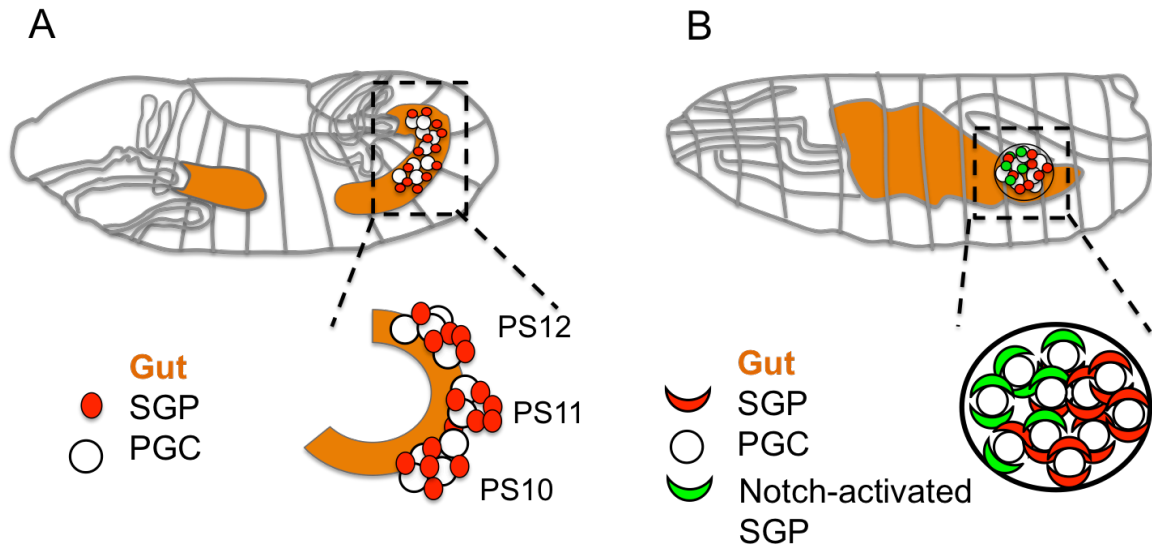 A
PS12
Gut
SGP
PS11
PGC
PS10
B
Gut
SGP
PGC
Notch-activated
SGP